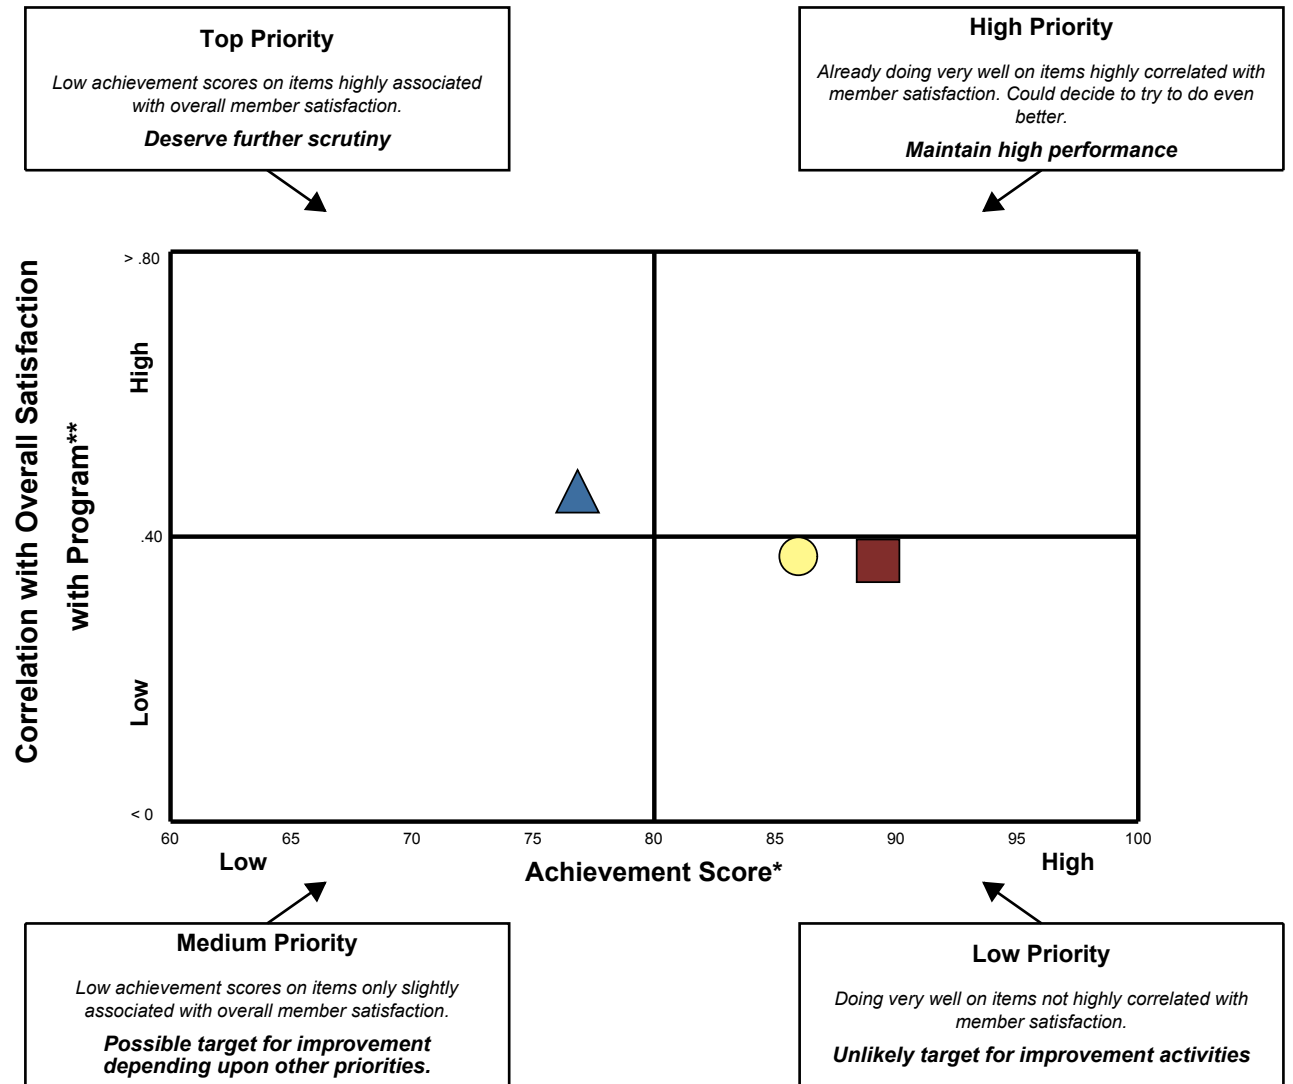 Top Priority
Low achievement scores on items highly associated
with overall member satisfaction.
Deserve further scrutiny
High Priority
Already doing very well on items highly correlated with
member satisfaction. Could decide to try to do even
better.
Maintain high performance
Correlation with Overall Satisfaction
with Program**
> .80
High
.40
Low
< 0
60 65 70 75 80 85 90 95 100
Low
Achievement Score*
High
Medium Priority
Low achievement scores on items only slightly
associated with overall member satisfaction.
Possible target for improvement
depending upon other priorities.
Low Priority
Doing very well on items not highly correlated with
member satisfaction.
Unlikely target for improvement activities